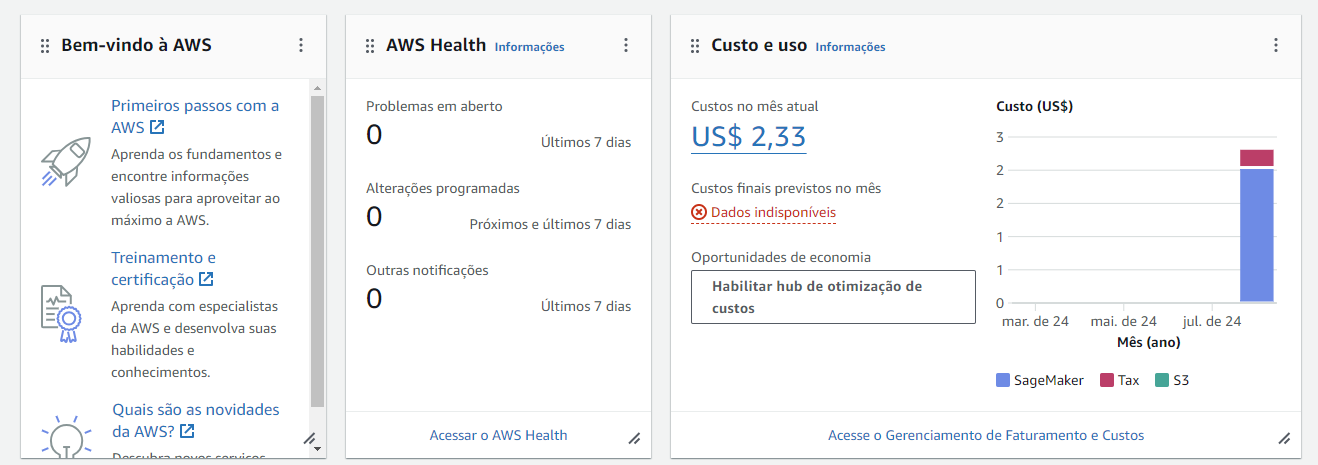 Bem-vindo à AWS
Primeiros passos com a
AWS
Aprenda os fundamentos e
encontre informações
valiosas para aproveitar ao
máximo a AWS.
Treinamento e
certificação
Aprenda com especialistas
da AWS e desenvolva suas
habilidades e
conhecimentos.
Quais são as novidades
da AWS?
Descubra novos serviços
AWS Health Informações
Problemas em aberto
0
Últimos 7 dias
Alterações programadas
0
Próximos e últimos 7 dias
Outras notificações
0
Últimos 7 dias
Acessar o AWS Health
Custo e uso Informações
Custos no mês atual
US$ 2,33
Custos finais previstos no mês
Dados indisponíveis
Oportunidades de economia
Habilitar hub de otimização de
custos
Custo (US$)
3
2
2
1
1
0
mar. de 24 mai. de 24 jul. de 24
Mês (ano)
SageMaker Tax S3
Acesse o Gerenciamento de Faturamento e Custos